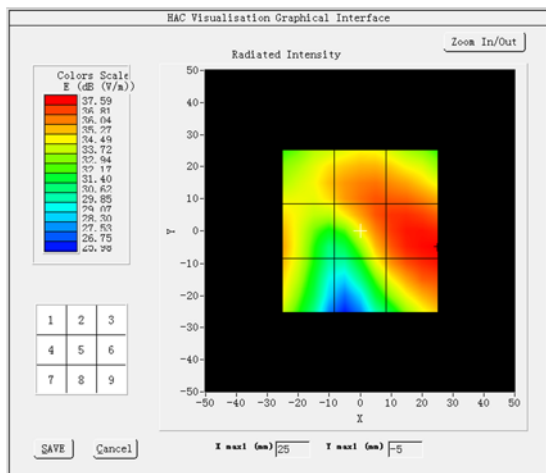 HAC Visualisation Graphical Interface
Zoom In/Out
Radiated Intensity
Colors Scale
E (dB (V/m))
37.59
36.81
36.04
35.27
34.49
33.72
32.94
32.17
31.40
30.62
29.85
29.07
28.30
27.53
26.75
25.98
50
40
30
20
10
Y
0
-10
-20
-30
-40
-50
-50 -40 -30 -20 -10 0 10 20 30 40 50
X
1 2 3
4 5 6
7 8 9
SAVE Cancel
X max1 (mm) 25 Y max1 (mm) -5